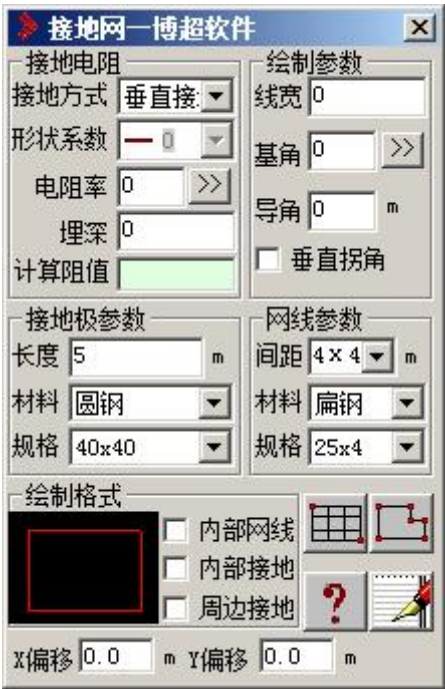 接地网—博超软件
接地电阻
接地方式 垂直接
形状系数 0
电阻率 0 >>
埋深 0
计算阻值
绘制参数
线宽 0
基角 0 >>
导角 0 m
垂直拐角
接地极参数
长度 5 m
材料 圆钢
规格 40x40
网线参数
间距 4×4 m
材料 扁钢
规格 25x4
绘制格式
内部网线
内部接地
周边接地
?
X偏移 0.0 m Y偏移 0.0 m